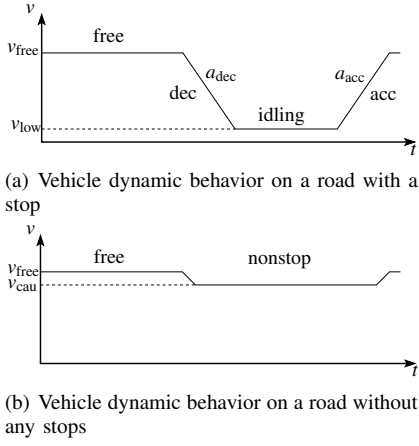 v
free
v_free
a_dec
a_acc
dec
acc
idling
v_low
t
(a) Vehicle dynamic behavior on a road with a
stop
v
free
nonstop
v_free
v_cau
t
(b) Vehicle dynamic behavior on a road without
any stops